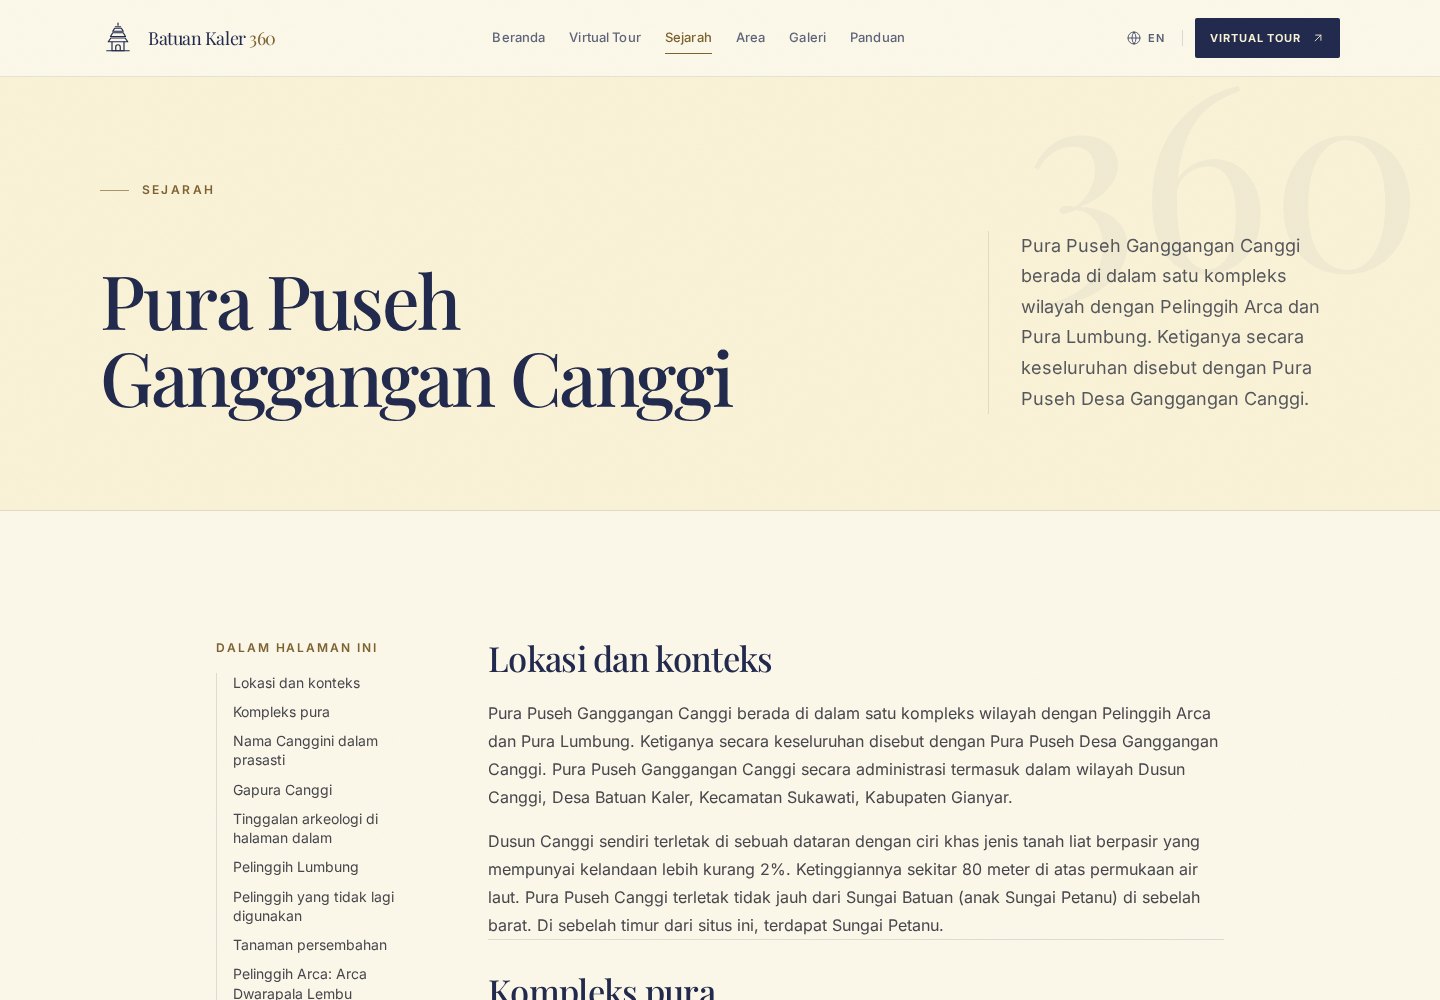 Batuan Kaler 360
Beranda
Virtual Tour
Sejarah
Area
Galeri
Panduan
EN
VIRTUAL TOUR
360
SEJARAH
Pura Puseh
Ganggangan Canggi
Pura Puseh Ganggangan Canggi
berada di dalam satu kompleks
wilayah dengan Pelinggih Arca dan
Pura Lumbung. Ketiganya secara
keseluruhan disebut dengan Pura
Puseh Desa Ganggangan Canggi.
DALAM HALAMAN INI
Lokasi dan konteks
Kompleks pura
Nama Canggini dalam
prasasti
Gapura Canggi
Tinggalan arkeologi di
halaman dalam
Pelinggih Lumbung
Pelinggih yang tidak lagi
digunakan
Tanaman persembahan
Pelinggih Arca: Arca
Dwarapala Lembu
Lokasi dan konteks
Pura Puseh Ganggangan Canggi berada di dalam satu kompleks wilayah dengan Pelinggih Arca
dan Pura Lumbung. Ketiganya secara keseluruhan disebut dengan Pura Puseh Desa Ganggangan
Canggi. Pura Puseh Ganggangan Canggi secara administrasi termasuk dalam wilayah Dusun
Canggi, Desa Batuan Kaler, Kecamatan Sukawati, Kabupaten Gianyar.
Dusun Canggi sendiri terletak di sebuah dataran dengan ciri khas jenis tanah liat berpasir yang
mempunyai kelandaan lebih kurang 2%. Ketinggiannya sekitar 80 meter di atas permukaan air
laut. Pura Puseh Canggi terletak tidak jauh dari Sungai Batuan (anak Sungai Petanu) di sebelah
barat. Di sebelah timur dari situs ini, terdapat Sungai Petanu.
Kompleks pura